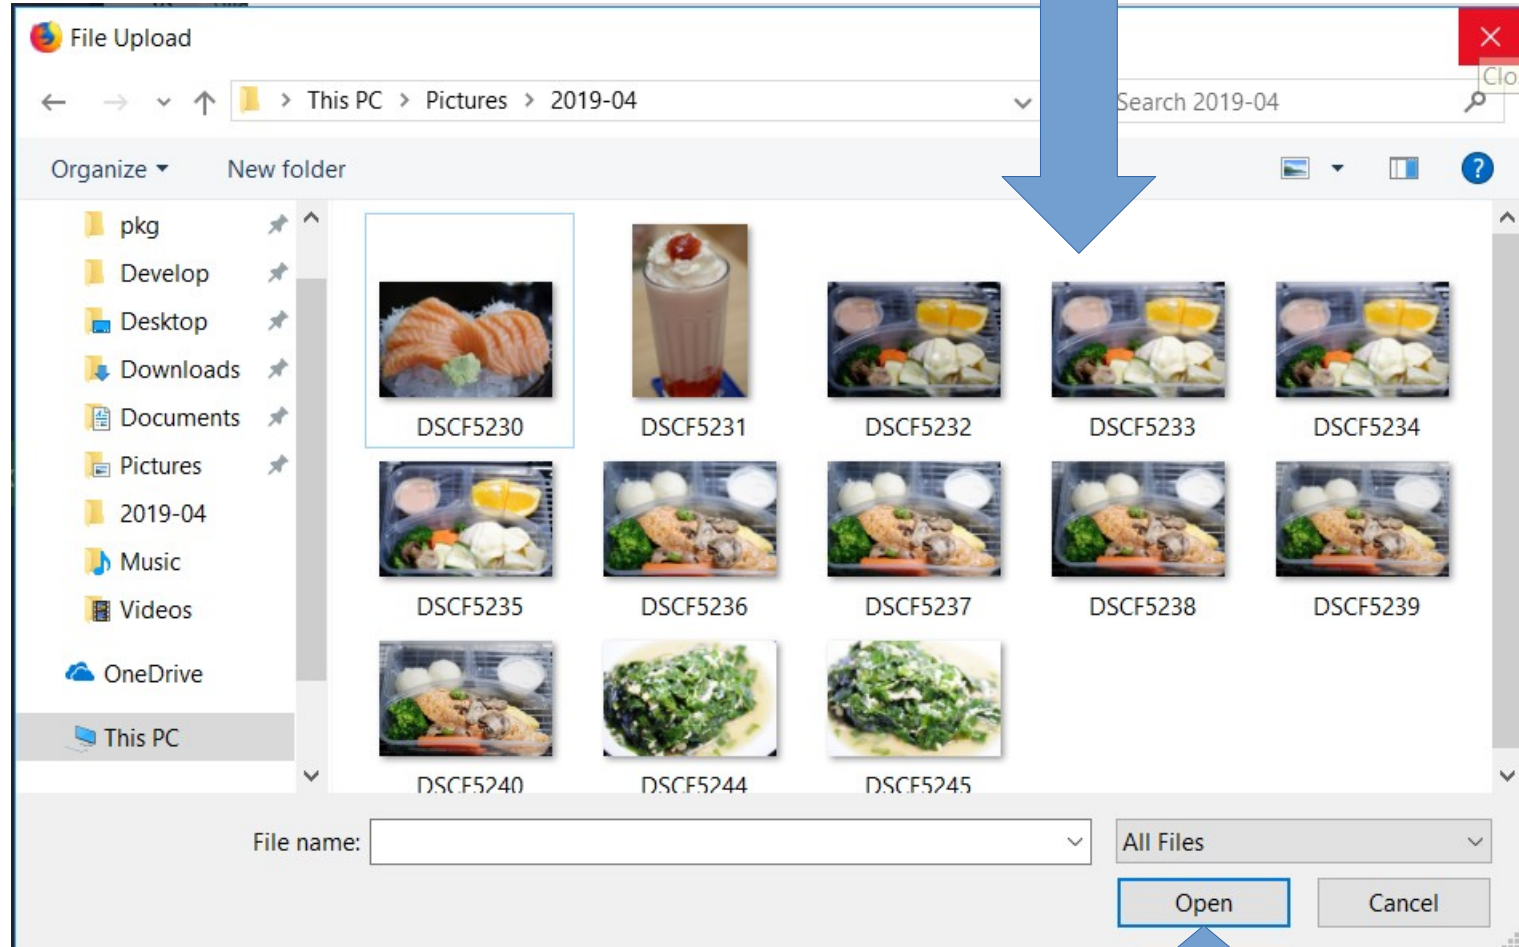 File Upload
Clo
> This PC > Pictures > 2019-04
Search 2019-04
Organize
New folder
?
pkg
Develop
Desktop
Downloads
Documents
Pictures
2019-04
Music
Videos
OneDrive
This PC
DSCF5230 DSCF5231 DSCF5232 DSCF5233 DSCF5234
DSCF5235 DSCF5236 DSCF5237 DSCF5238 DSCF5239
DSCF5240 DSCF5244 DSCF5245
File name:
All Files
Open
Cancel